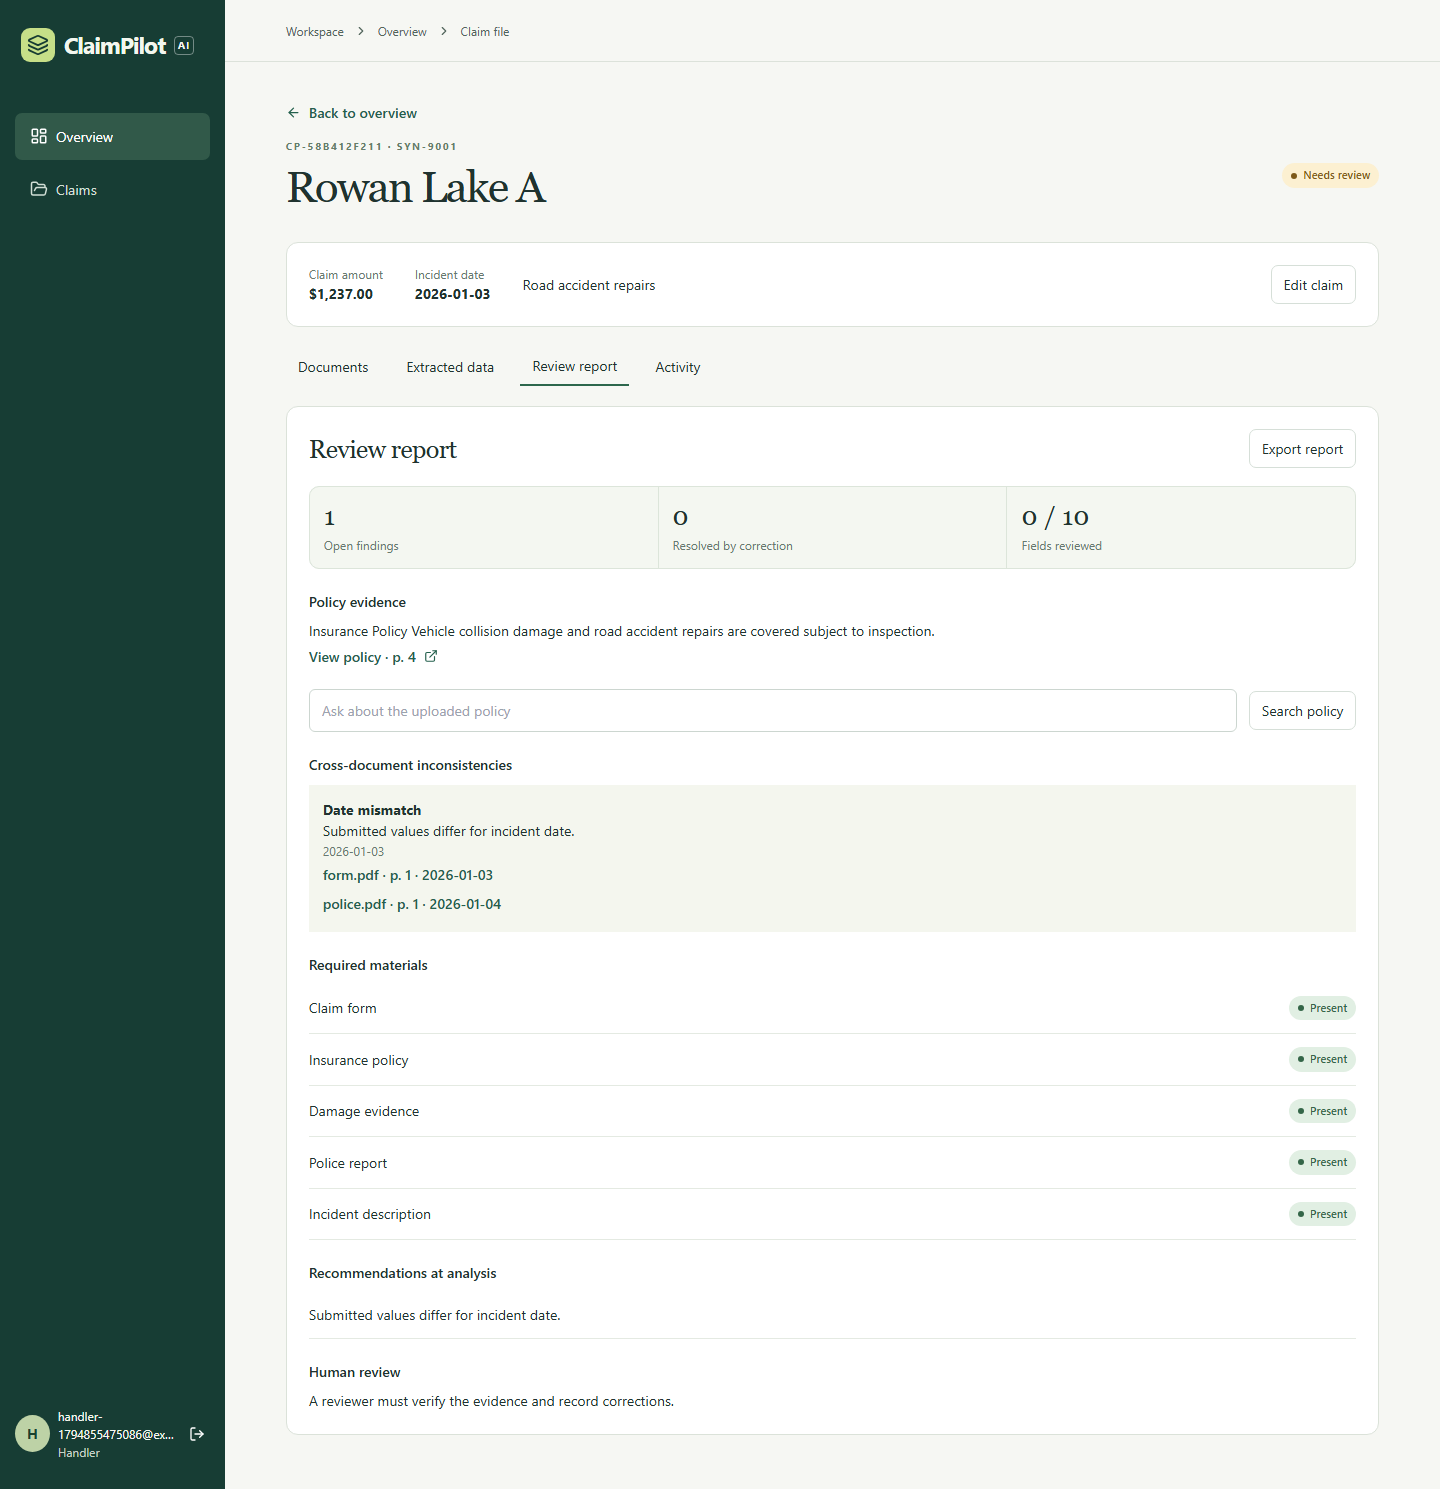 ClaimPilot AI
Overview
Claims
Workspace > Overview > Claim file
← Back to overview
CP-58B412F211 · SYN-9001
Rowan Lake A
Needs review
Claim amount
$1,237.00
Incident date
2026-01-03
Road accident repairs
Edit claim
Documents
Extracted data
Review report
Activity
Review report
Export report
1
Open findings
0
Resolved by correction
0 / 10
Fields reviewed
Policy evidence
Insurance Policy Vehicle collision damage and road accident repairs are covered subject to inspection.
View policy · p. 4
Ask about the uploaded policy
Search policy
Cross-document inconsistencies
Date mismatch
Submitted values differ for incident date.
2026-01-03
form.pdf · p. 1 · 2026-01-03
police.pdf · p. 1 · 2026-01-04
Required materials
Claim form
Present
Insurance policy
Present
Damage evidence
Present
Police report
Present
Incident description
Present
Recommendations at analysis
Submitted values differ for incident date.
Human review
A reviewer must verify the evidence and record corrections.
H
handler-
1794855475086@ex...
Handler